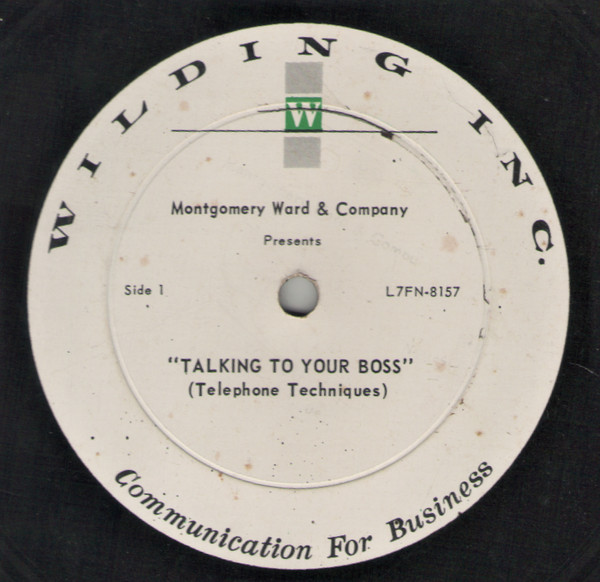 WILDING INC.
W
Montgomery Ward & Company
Presents
Side 1
L7FN-8157
"TALKING TO YOUR BOSS"
(Telephone Techniques)
Communication For Business